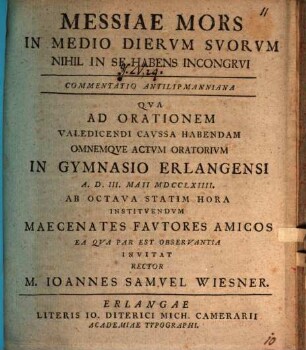 MESSIAE MORS
IN MEDIO DIERVM SVORVM
NIHIL IN SE HABENS INCONGRVI
COMMENTATIO ANTILIPMANNIANA
QVA
AD ORATIONEM
VALEDICENDI CAVSSA HABENDAM
OMNEMQVE ACTVM ORATORIVM
IN GYMNASIO ERLANGENSI
A. D. III. MAII MDCCLXIIII.
AB OCTAVA STATIM HORA
INSTITVENDVM
MAECENATES FAVTORES AMICOS
EA QVA PAR EST OBSERVANTIA
INVITAT
RECTOR
M. IOANNES SAMVEL WIESNER.
ERLANGAE
LITERIS IO. DITERICI MICH. CAMERARII
ACADEMIAE TYPOGRAPHI.